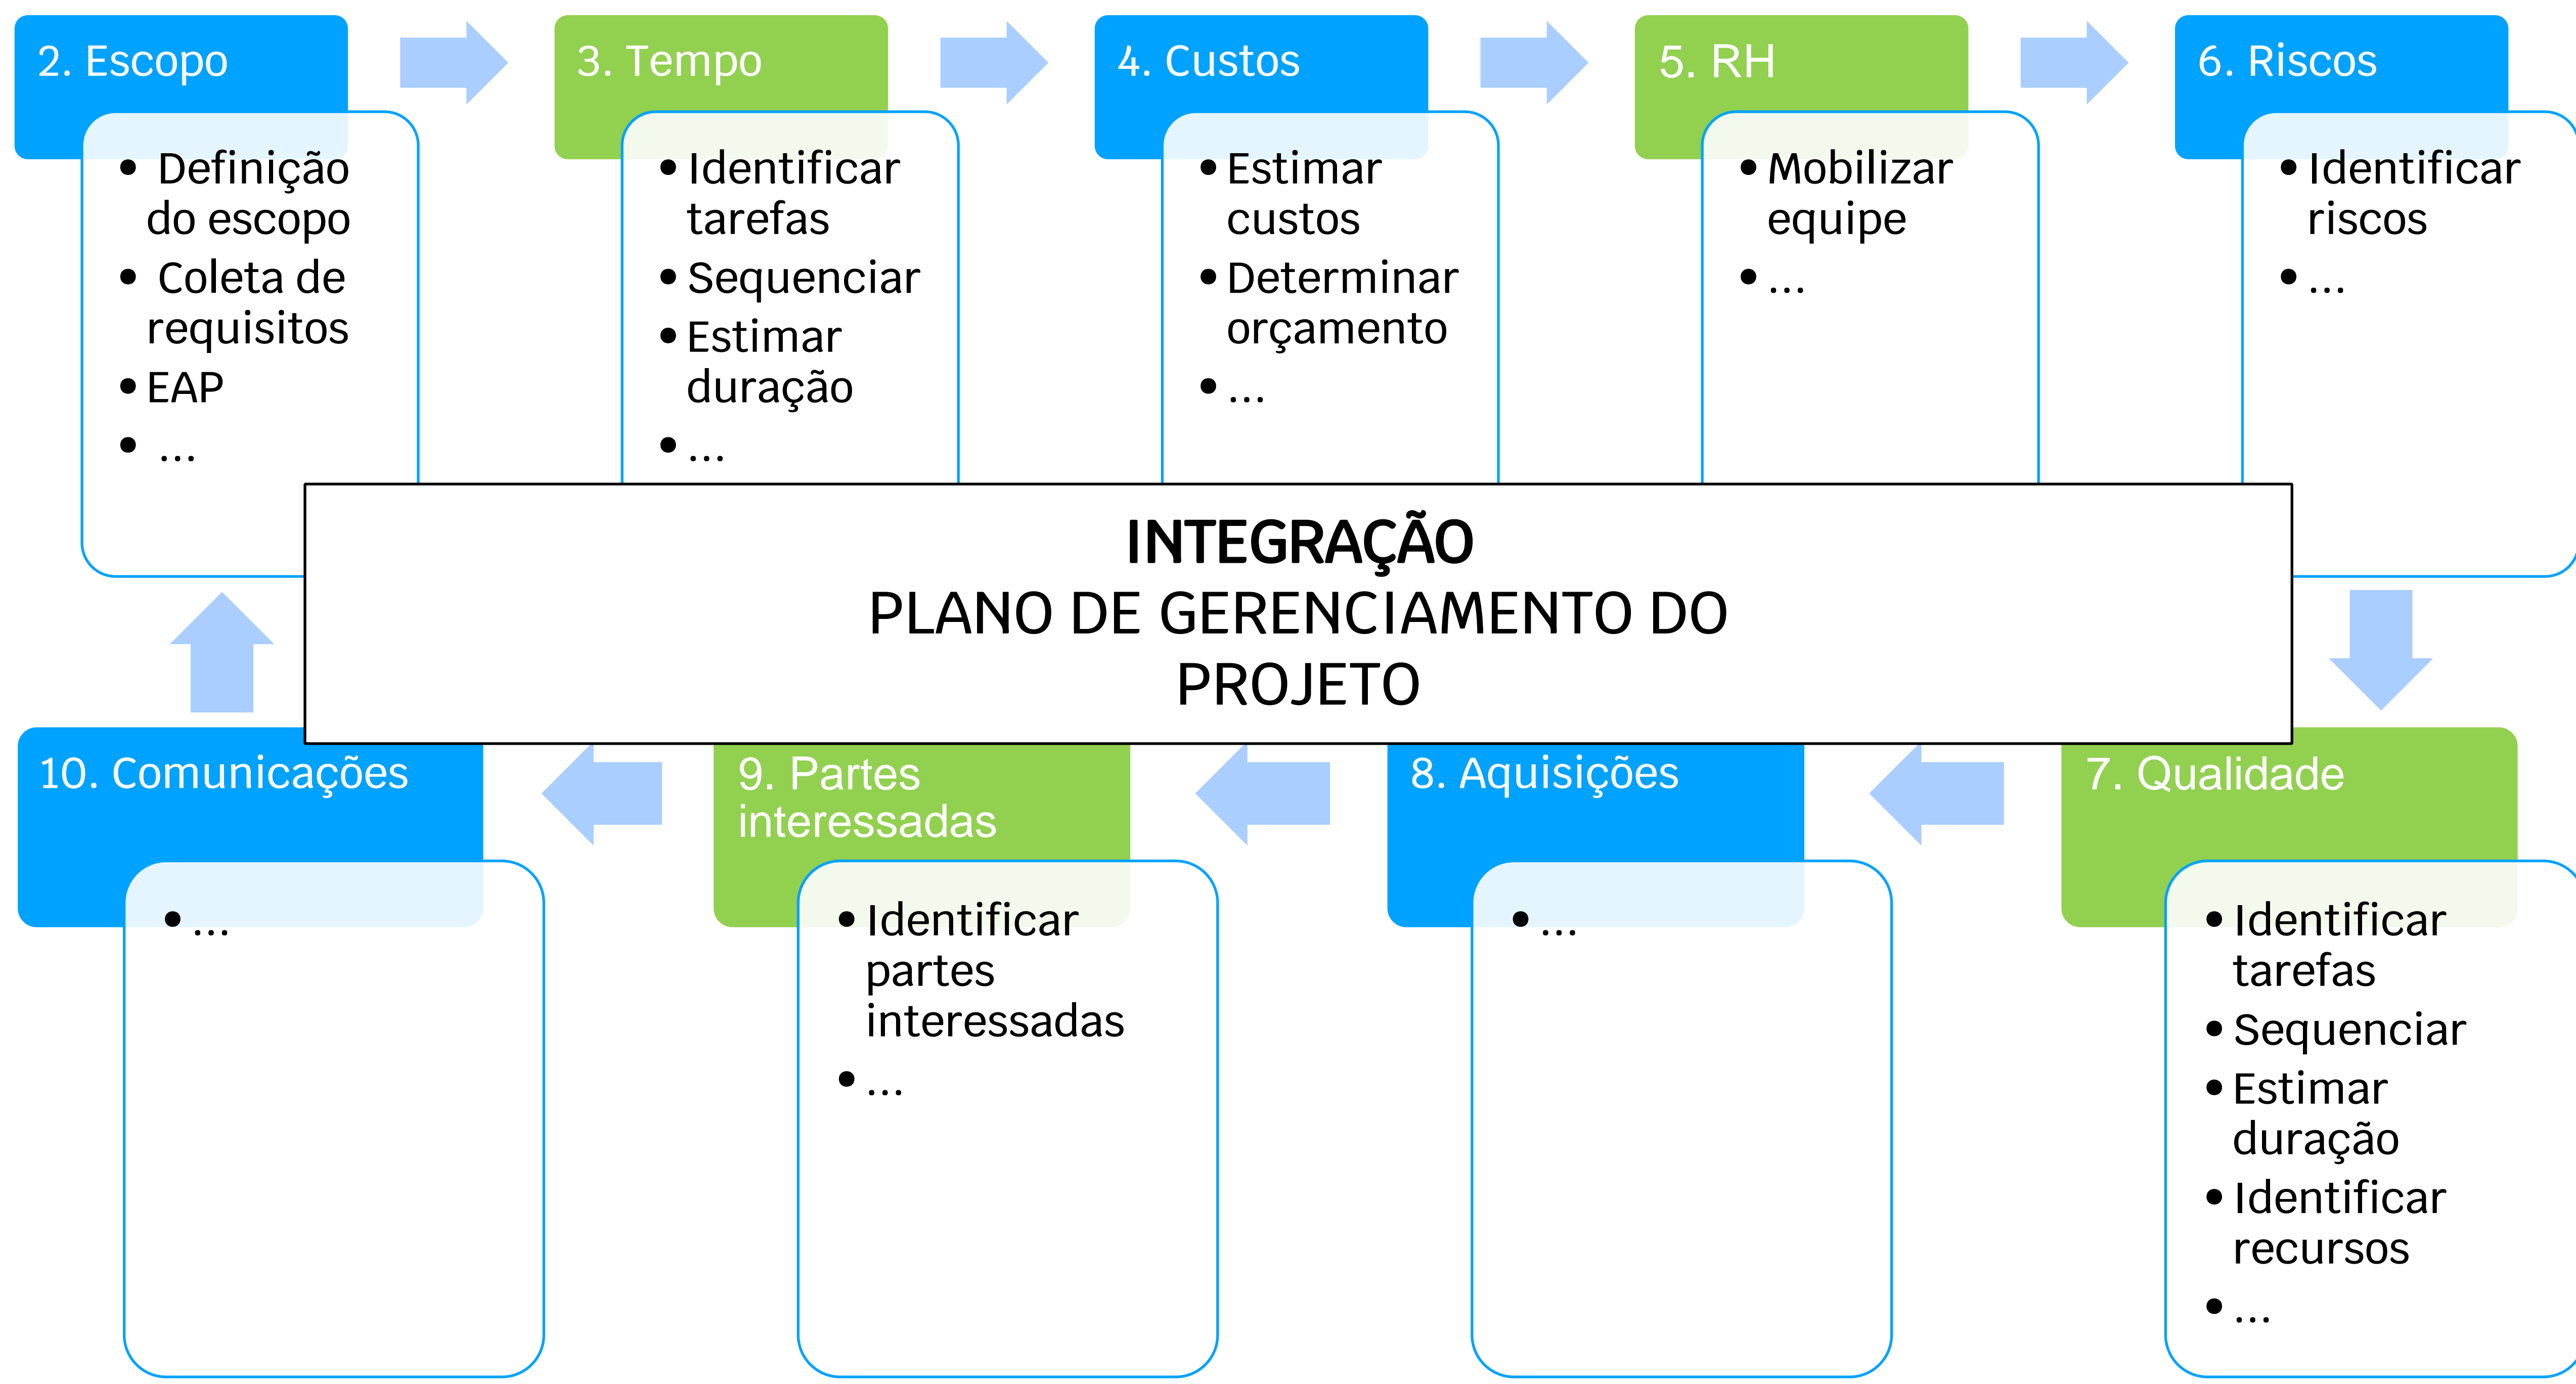 2. Escopo
• Definição
do escopo
• Coleta de
requisitos
• EAP
• ...
3. Tempo
• Identificar
tarefas
• Sequenciar
• Estimar
duração
• ...
4. Custos
• Estimar
custos
• Determinar
orçamento
• ...
5. RH
• Mobilizar
equipe
• ...
6. Riscos
• Identificar
riscos
• ...
INTEGRAÇÃO
PLANO DE GERENCIAMENTO DO
PROJETO
10. Comunicações
• ...
9. Partes
interessadas
• Identificar
partes
interessadas
• ...
8. Aquisições
• ...
7. Qualidade
• Identificar
tarefas
• Sequenciar
• Estimar
duração
• Identificar
recursos
• ...